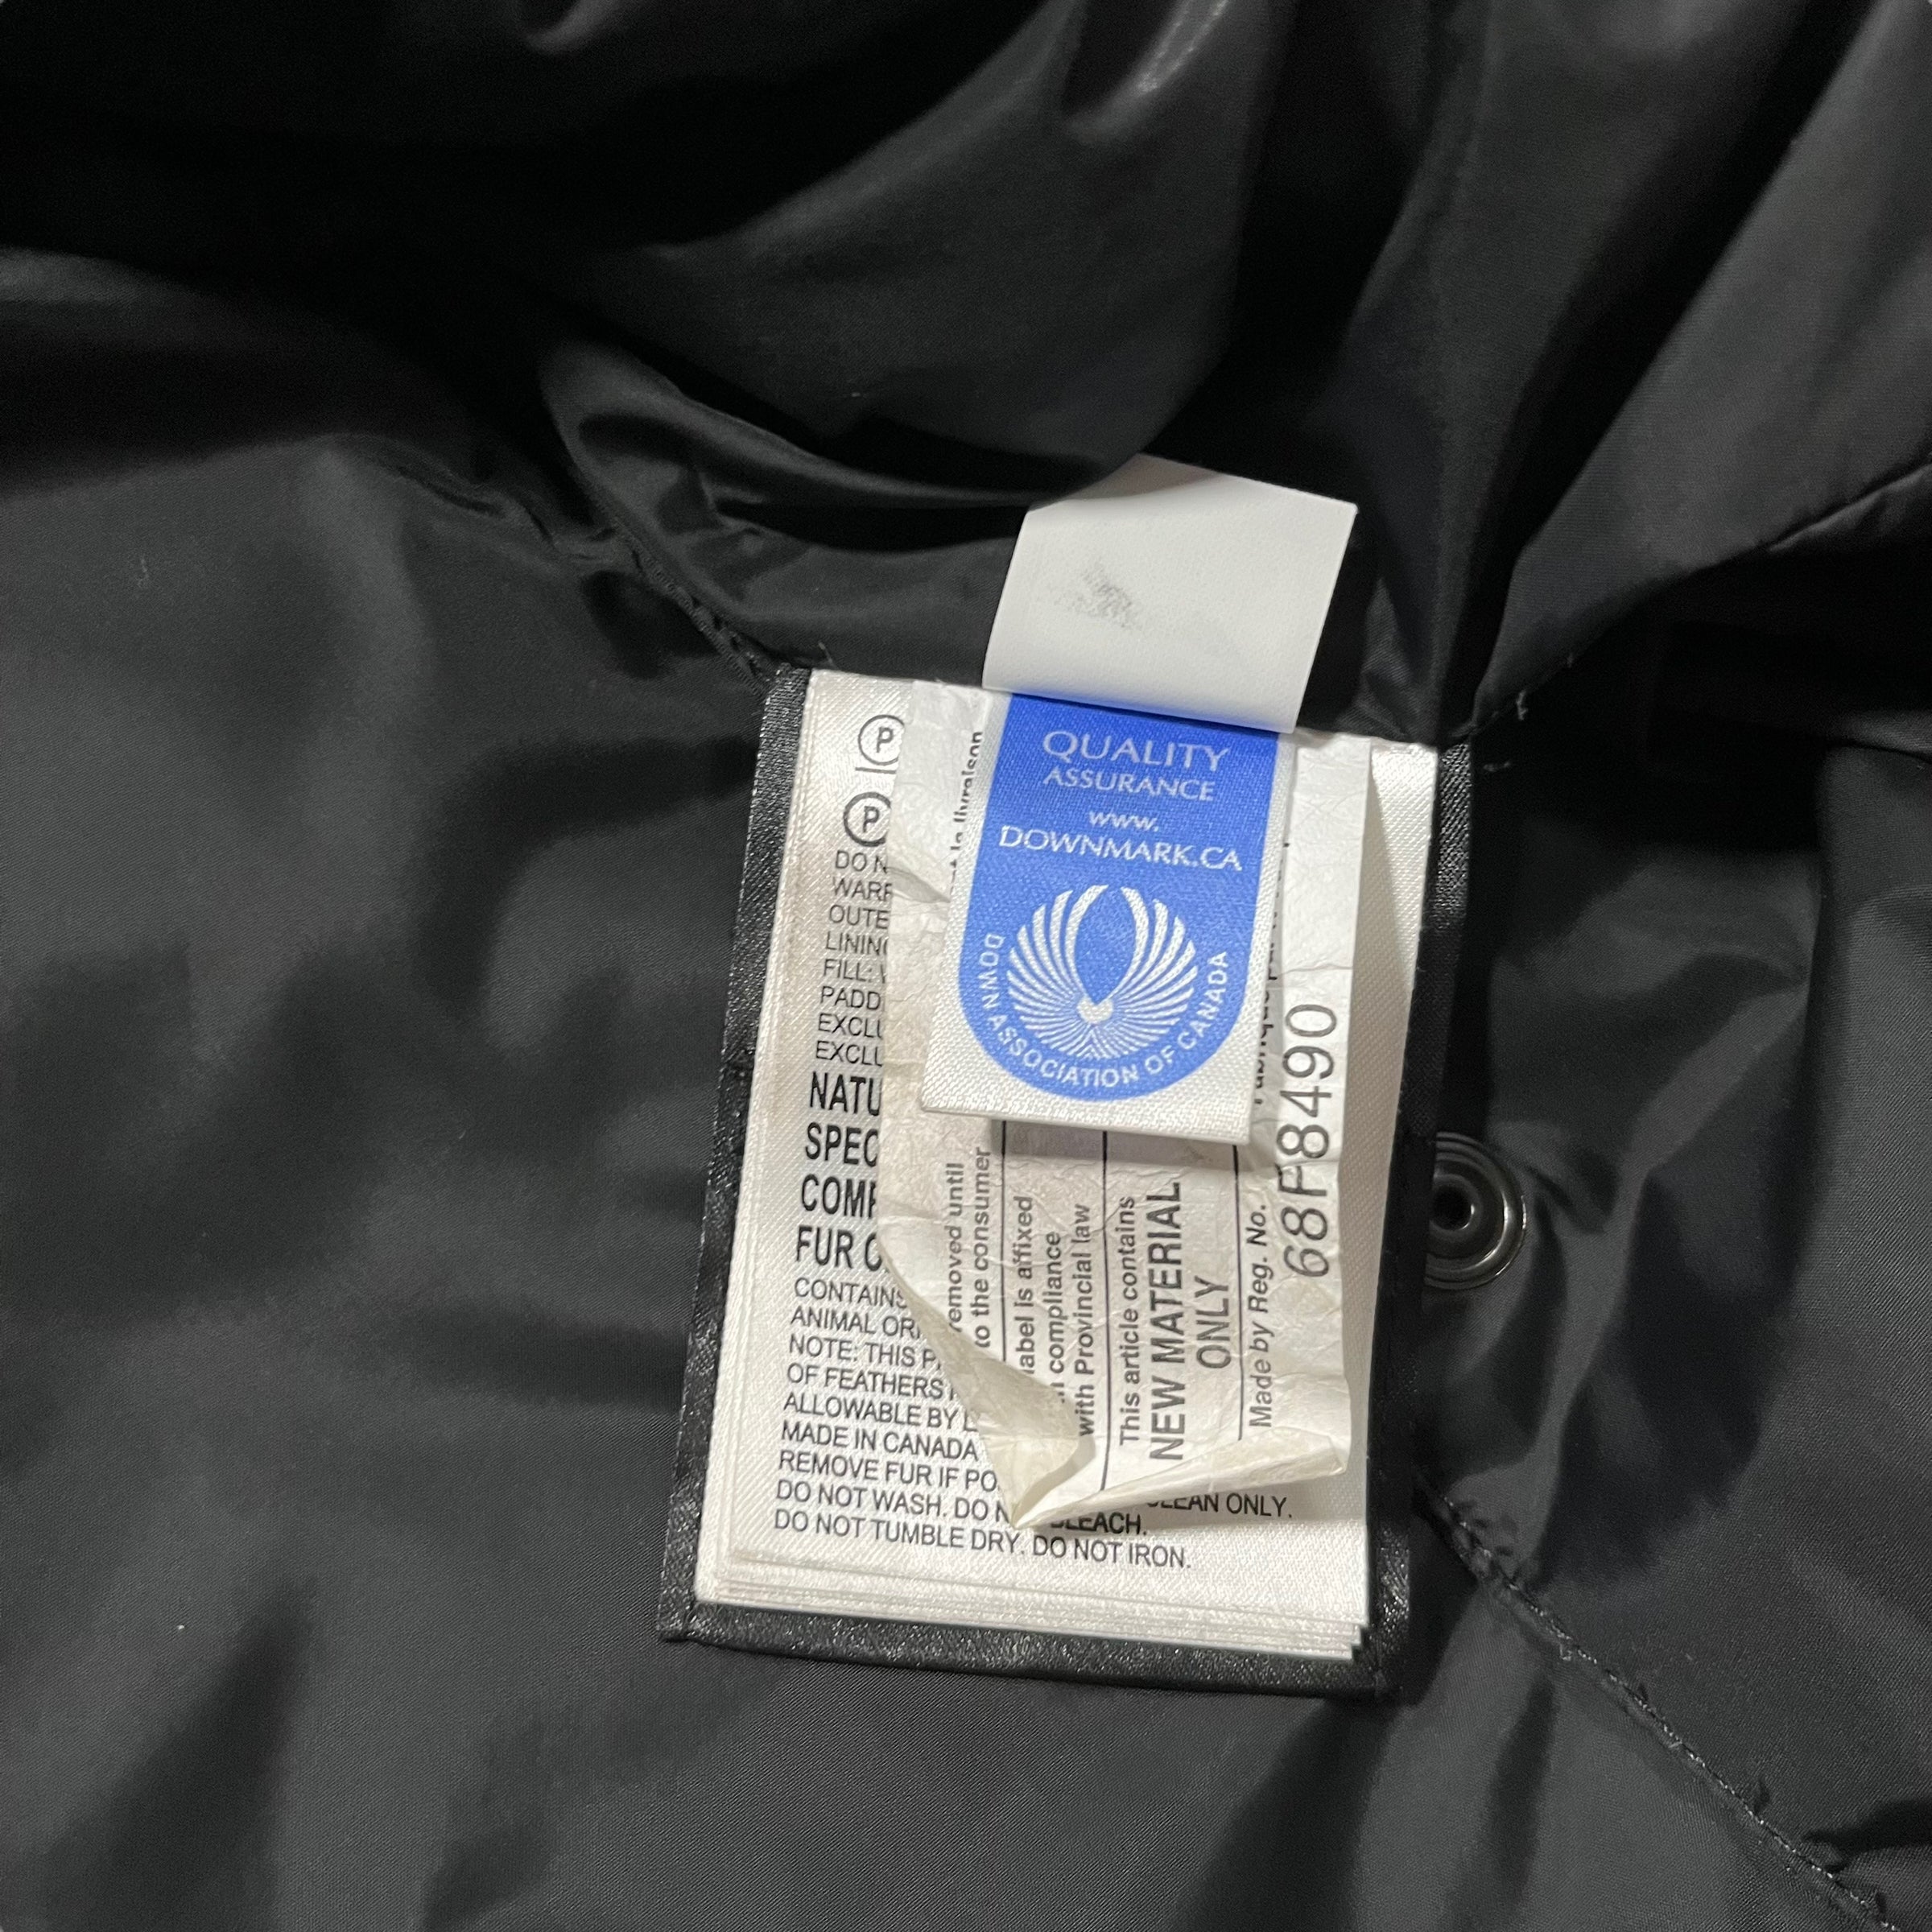 QUALITY
ASSURANCE
www.
DOWNMARK.CA
DOWN ASSOCIATION OF CANADA
P
P
DO N
WARR
OUTE
LINING
FILL:
PADD
EXCLU
EXCLU
NATU
SPEC
COMP
FUR
CONTAINS
ANIMAL ORI
NOTE: THIS P
OF FEATHERS
ALLOWABLE BY
MADE IN CANADA
REMOVE FUR IF PO
DO NOT WASH. DO N BLEACH. CLEAN ONLY.
DO NOT TUMBLE DRY. DO NOT IRON.
la livraison
removed until
to the consumer
label is affixed
compliance
with Provincial law
This article contains
NEW MATERIAL
ONLY
Made by Reg. No.
68F8490